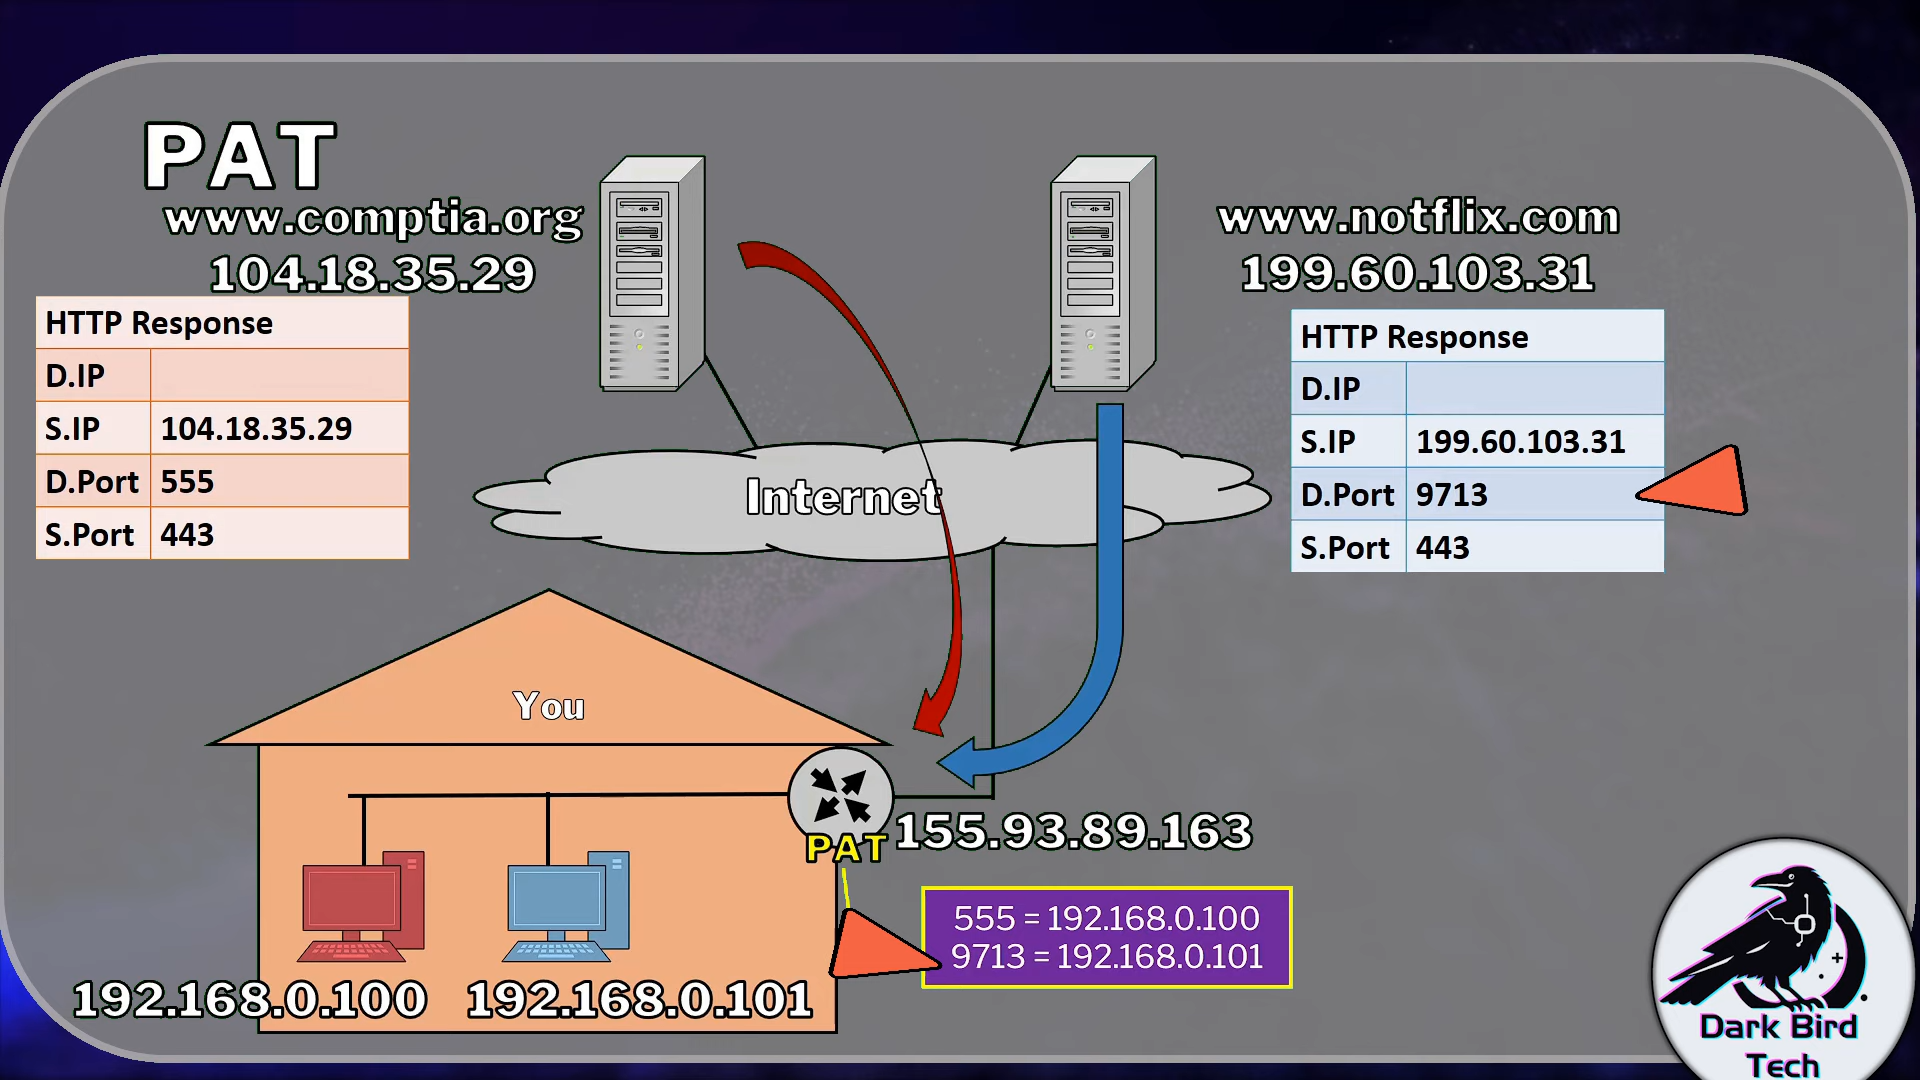 PAT
www.comptia.org
104.18.35.29
HTTP Response
D.IP
S.IP 104.18.35.29
D.Port 555
S.Port 443
www.notflix.com
199.60.103.31
HTTP Response
D.IP
S.IP 199.60.103.31
D.Port 9713
S.Port 443
Internet
You
PAT
155.93.89.163
555 = 192.168.0.100
9713 = 192.168.0.101
192.168.0.100
192.168.0.101
Dark Bird
Tech